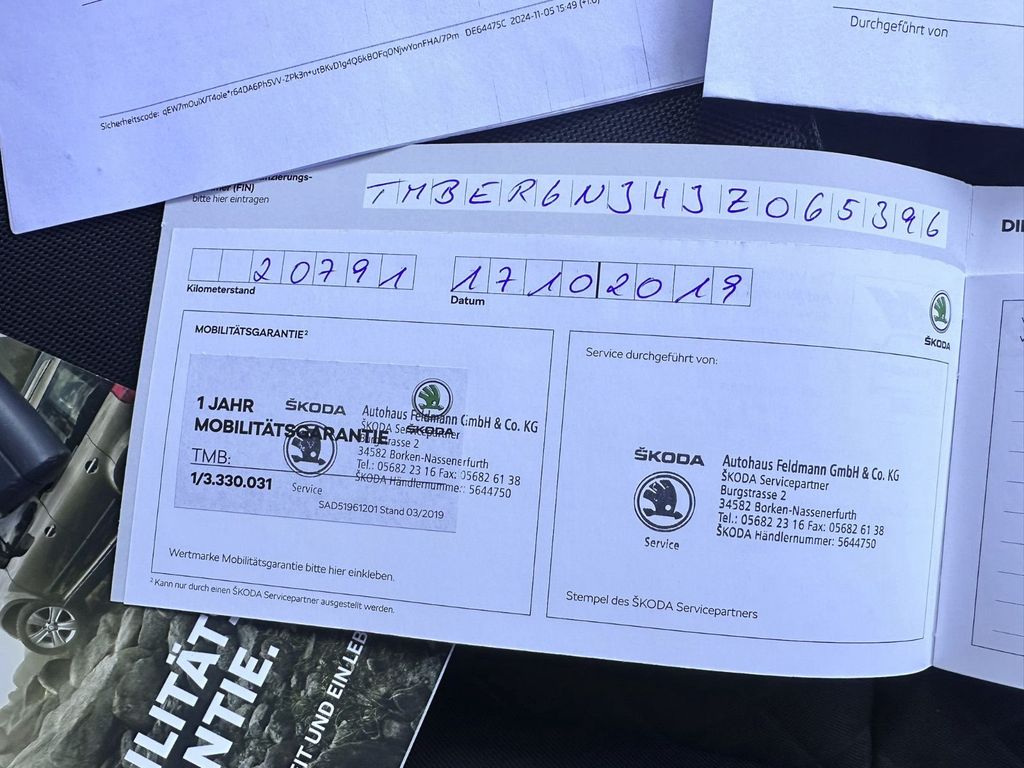 Sicherheitscode: qEW7mOuiX/T4oie*r64DA6Ph5VV-ZPk3n+utBKvD1g4Q6kBOFqONjwYonFHA/7Pm DE6447SC 2024-11-05 15:49 (+1.0)
Durchgeführt von
(FIN)
bitte hier eintragen
TMBER6NJ4JZ065396
20791
17102019
Kilometerstand
Datum
ŠKODA
MOBILITÄTSGARANTIE²
1 JAHR
MOBILITÄTSGARANTIE
TMB:
1/3.330.031
SAD51961201 Stand 03/2019
ŠKODA
ŠKODA
Service
Autohaus Feldmann GmbH & Co. KG
ŠKODA Servicepartner
Burgstrasse 2
34582 Borken-Nassenerfurth
Tel.: 05682 23 16 Fax: 05682 61 38
ŠKODA Händlernummer: 5644750
Wertmarke Mobilitätsgarantie bitte hier einkleben.
² Kann nur durch einen ŠKODA Servicepartner ausgestellt werden.
Service durchgeführt von:
ŠKODA
Service
Autohaus Feldmann GmbH & Co. KG
ŠKODA Servicepartner
Burgstrasse 2
34582 Borken-Nassenerfurth
Tel.: 05682 23 16 Fax: 05682 61 38
ŠKODA Händlernummer: 5644750
Stempel des ŠKODA Servicepartners